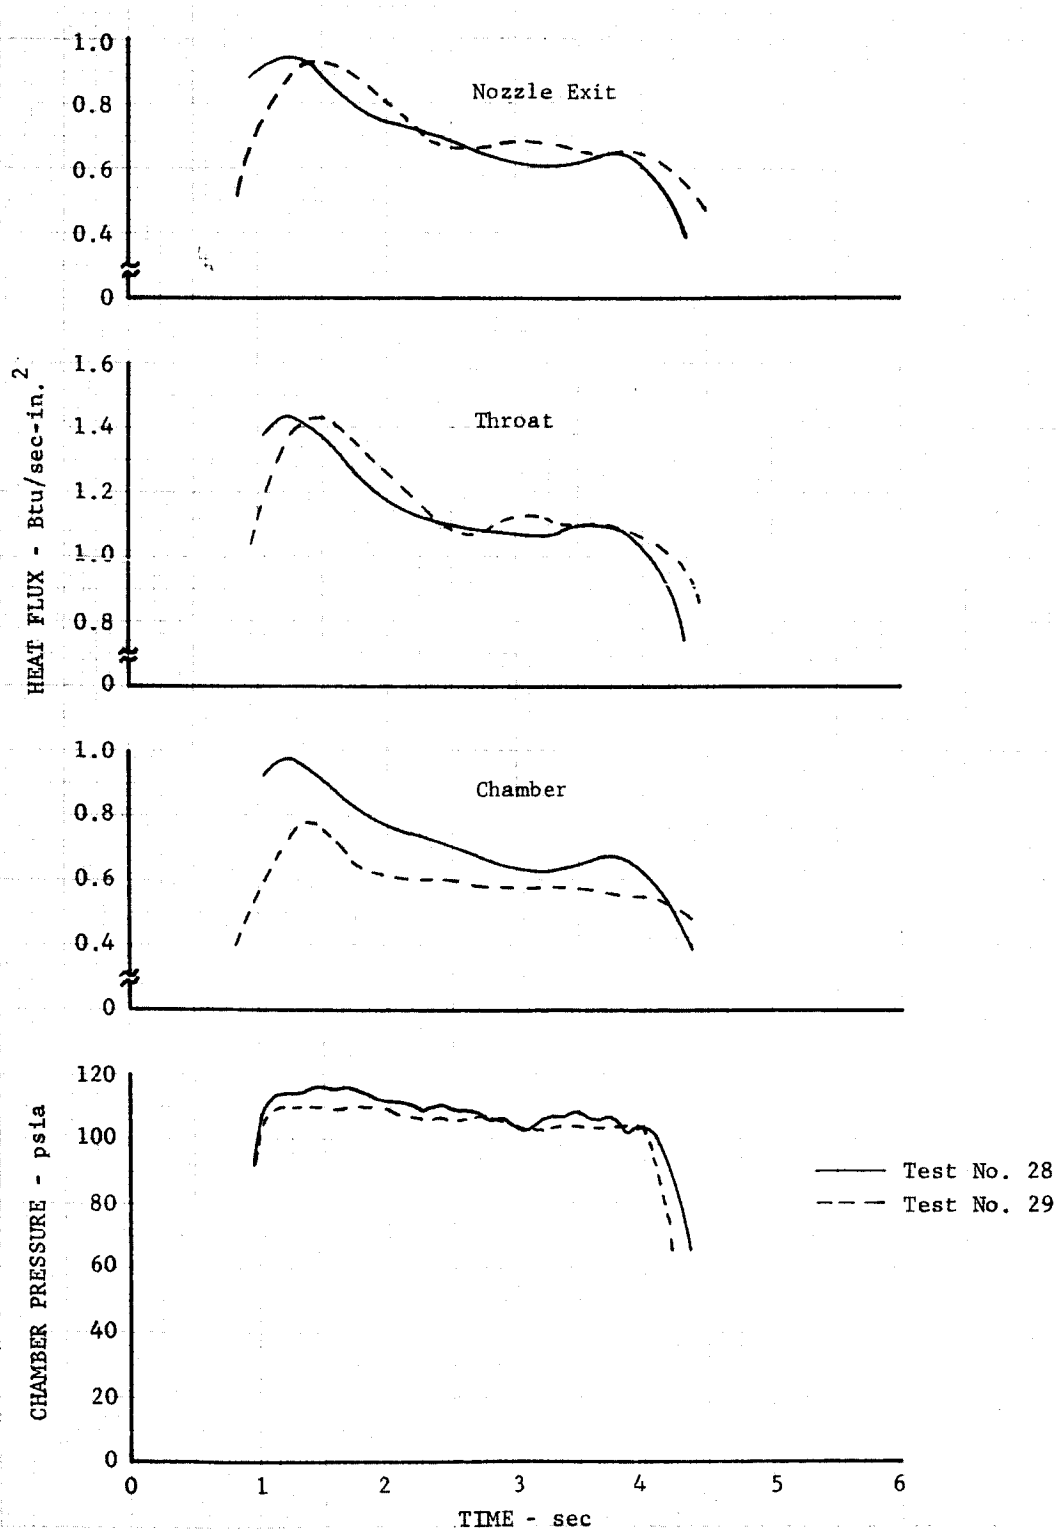 1.0
0.8
0.6
0.4
0
Nozzle Exit
HEAT FLUX - Btu/sec-in.2
1.6
1.4
1.2
1.0
0.8
0
Throat
1.0
0.8
0.6
0.4
0
Chamber
CHAMBER PRESSURE - psia
120
100
80
60
40
20
0
Test No. 28
Test No. 29
0 1 2 3 4 5 6
TIME - sec